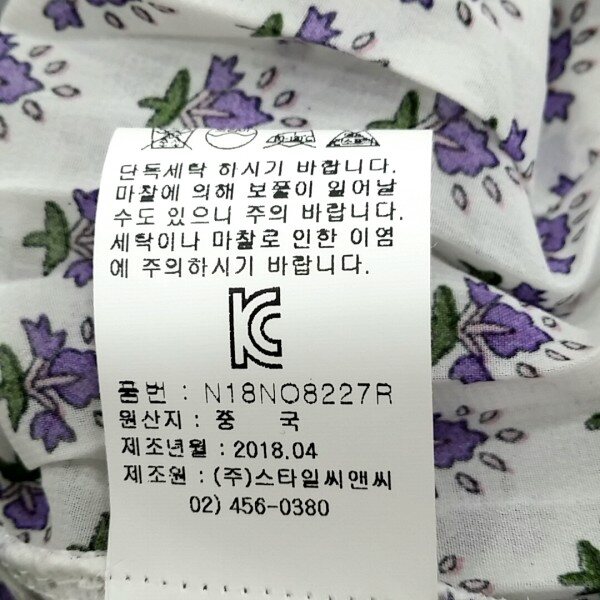 단독세탁 하시기 바랍니다.
마찰에 의해 보풀이 일어날
수도 있으니 주의 바랍니다.
세탁이나 마찰로 인한 이염
에 주의하시기 바랍니다.
KC
품번 : N18NO8227R
원산지 : 중 국
제조년월 : 2018.04
제조원 : (주)스타일씨앤씨
02) 456-0380